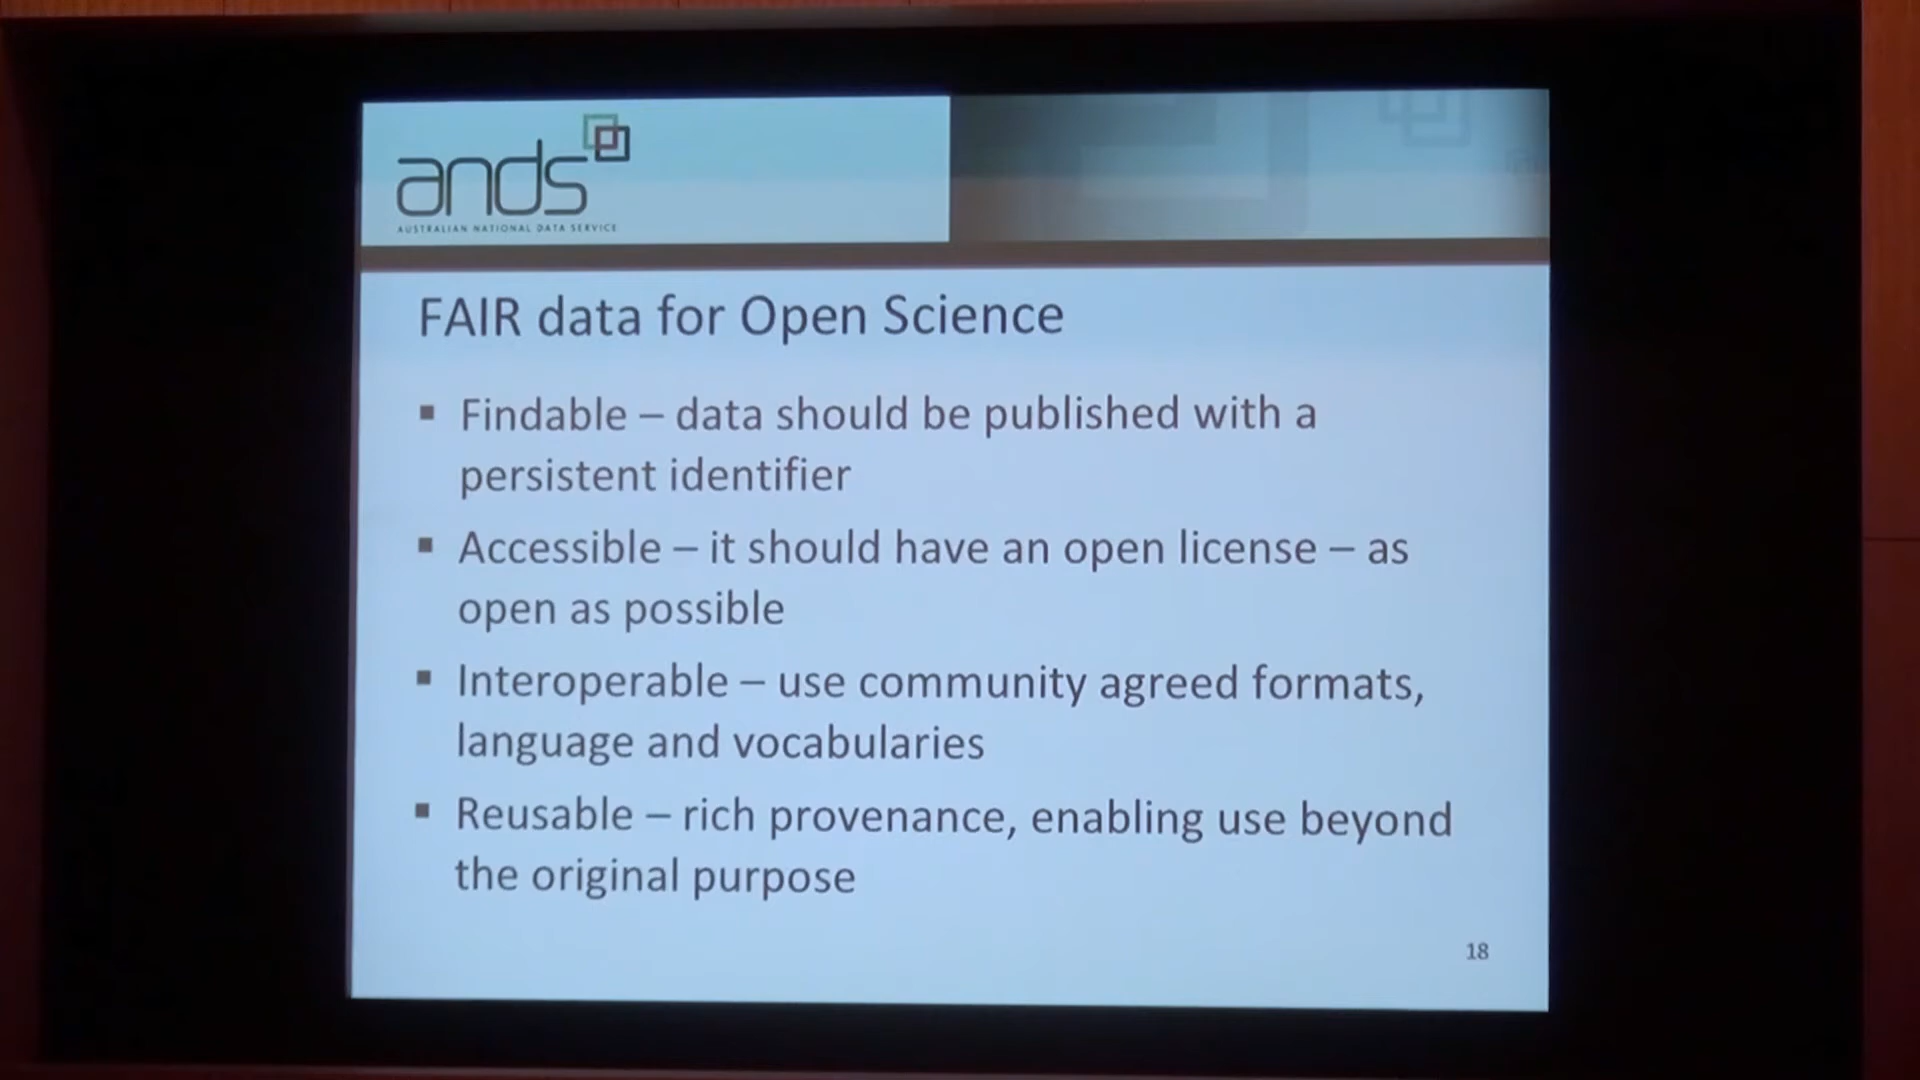 ands
AUSTRALIAN NATIONAL DATA SERVICE
FAIR data for Open Science
▪ Findable – data should be published with a
persistent identifier
▪ Accessible – it should have an open license – as
open as possible
▪ Interoperable – use community agreed formats,
language and vocabularies
▪ Reusable – rich provenance, enabling use beyond
the original purpose
18